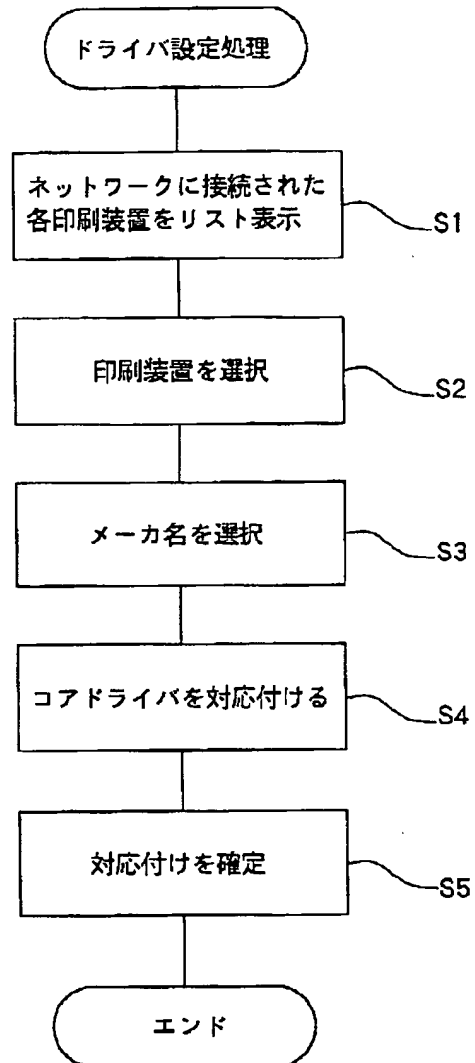 ドライバ設定処理
ネットワークに接続された
各印刷装置をリスト表示
S1
印刷装置を選択
S2
メーカ名を選択
S3
コアドライバを対応付ける
S4
対応付けを確定
S5
エンド